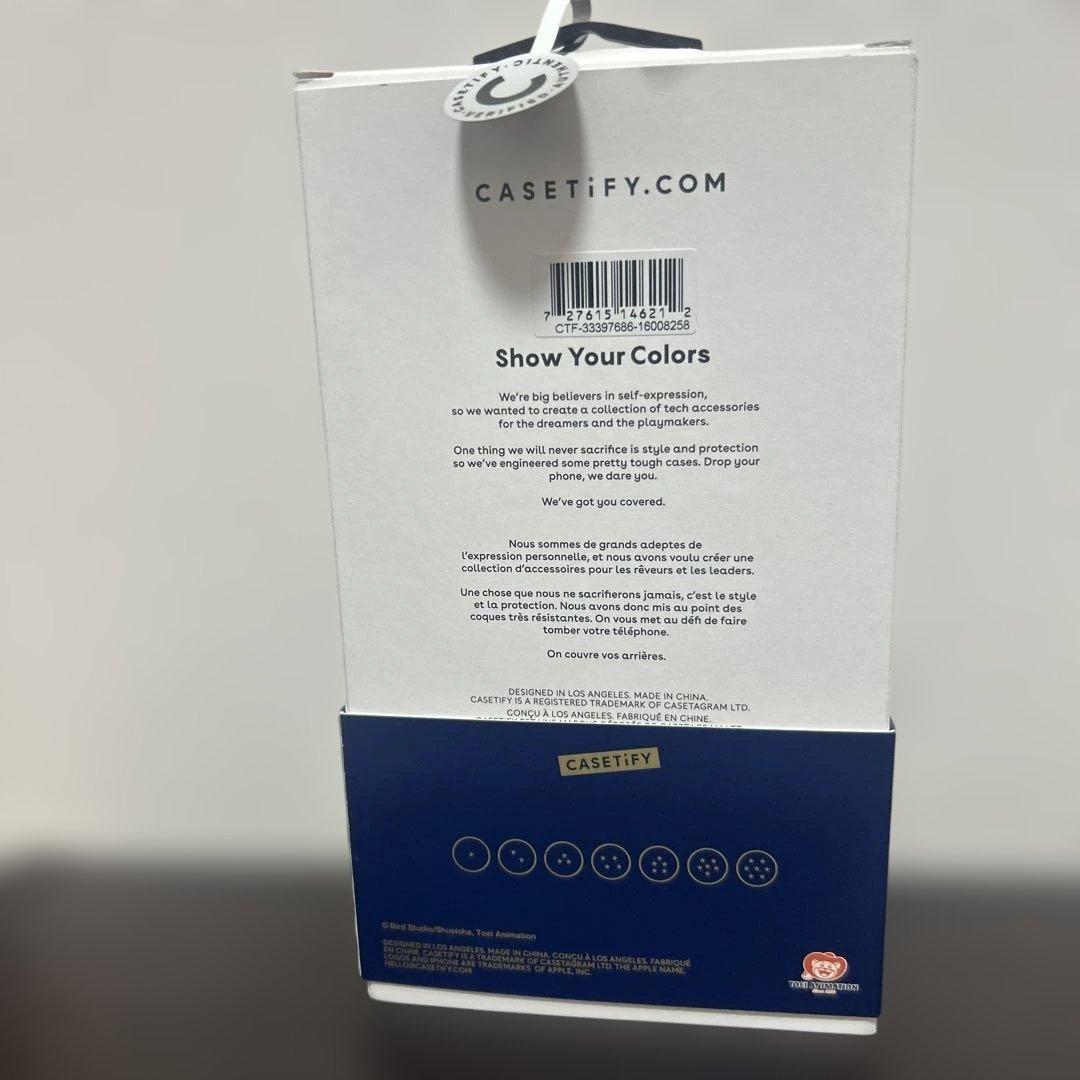 CASETiFY · AUTHENTIC · VERIFIED ·
C
CASETiFY.COM
7 27615 14621 2
CTF-33397686-16008258
Show Your Colors
We're big believers in self-expression,
so we wanted to create a collection of tech accessories
for the dreamers and the playmakers.
One thing we will never sacrifice is style and protection
so we've engineered some pretty tough cases. Drop your
phone, we dare you.
We've got you covered.
Nous sommes de grands adeptes de
l'expression personnelle, et nous avons voulu créer une
collection d'accessoires pour les rêveurs et les leaders.
Une chose que nous ne sacrifierons jamais, c'est le style
et la protection. Nous avons donc mis au point des
coques très résistantes. On vous met au défi de faire
tomber votre téléphone.
On couvre vos arrières.
DESIGNED IN LOS ANGELES. MADE IN CHINA.
CASETIFY IS A REGISTERED TRADEMARK OF CASETAGRAM LTD.
CONÇU À LOS ANGELES. FABRIQUÉ EN CHINE.
CASETiFY
© Bird Studio/Shueisha, Toei Animation
DESIGNED IN LOS ANGELES. MADE IN CHINA. CONÇU À LOS ANGELES. FABRIQUÉ
EN CHINE. CASETIFY IS A TRADEMARK OF CASETAGRAM LTD. THE APPLE NAME,
LOGOS AND IPHONE ARE TRADEMARKS OF APPLE, INC.
HELLO@CASETIFY.COM
TOEI ANIMATION